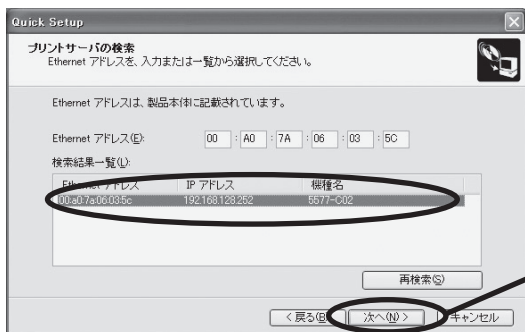 Quick Setup
プリントサーバの検索
Ethernet アドレスを、入力または一覧から選択してください。
Ethernet アドレスは、製品本体に記載されています。
Ethernet アドレス(E): 00 : A0 : 7A : 06 : 03 : 5C
検索結果一覧(L):
Ethernet アドレス IP アドレス 機種名
00:a0:7a:06:03:5c 192.168.128.252 5577-C02
再検索(S)
< 戻る(B) 次へ(N) > キャンセル